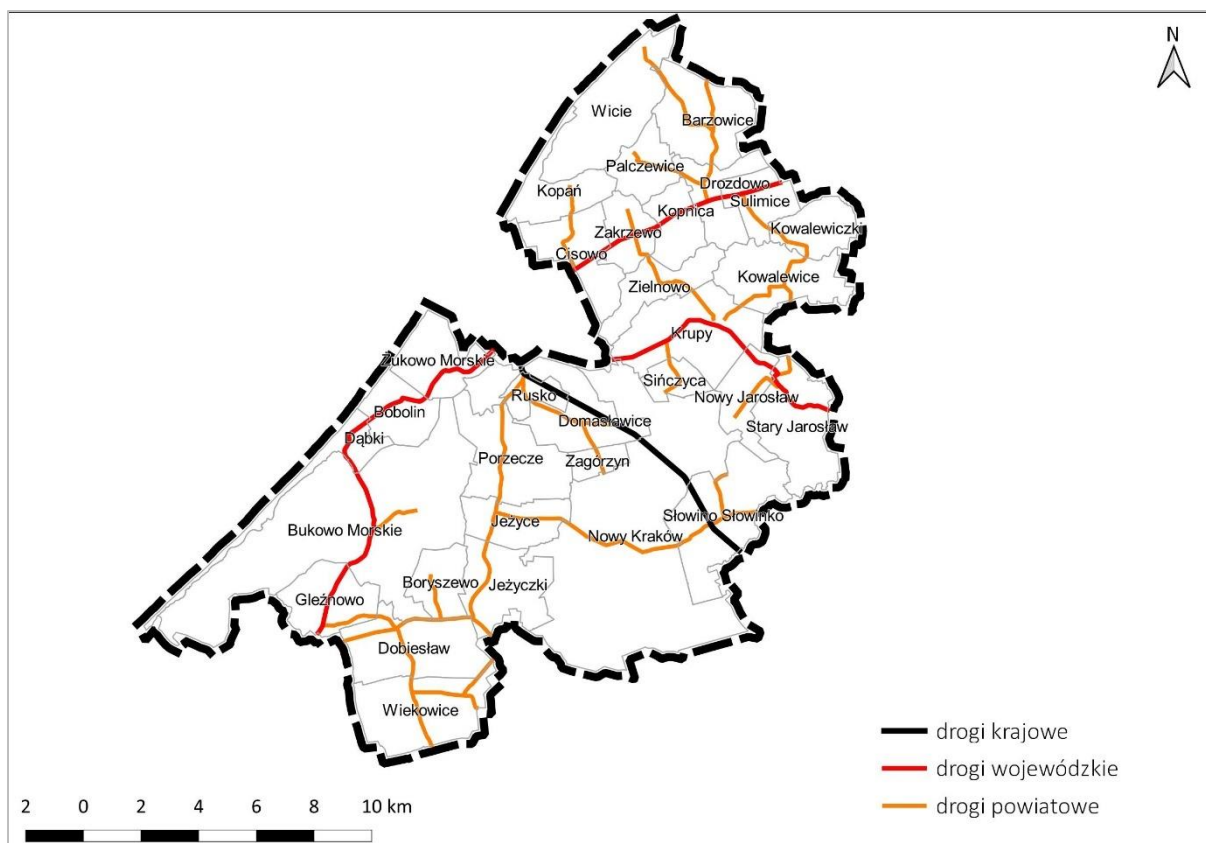 N
Wicie
Barzowice
Palczewice
Drozdowo
Kopań
Sulimice
Kopnica
Kowalewiczki
Zakrzewo
Cisowo
Kowalewice
Zielnowo
Krupy
Żukowo Morskie
Sińczyca
Rusko
Nowy Jarosław
Bobolin
Domasławice
Stary Jarosław
Dąbki
Porzecze
Zagórzyn
Słowino Słowinko
Jeżyce
Bukowo Morskie
Nowy Kraków
Boryszewo
Jeżyczki
Gleźnowo
Dobiesław
Wiekowice
drogi krajowe
drogi wojewódzkie
drogi powiatowe
2 0 2 4 6 8 10 km